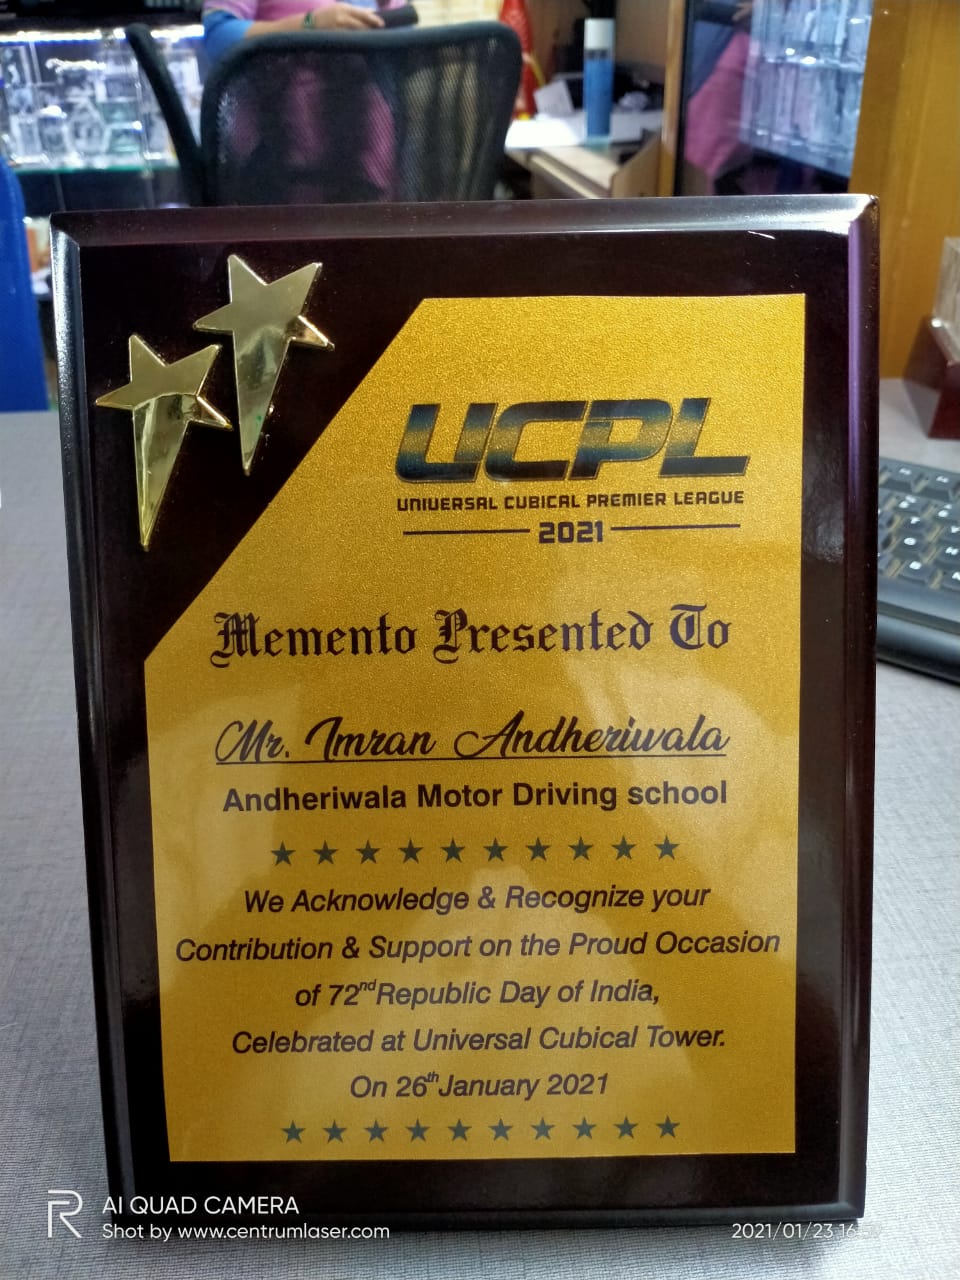 UCPL
UNIVERSAL CUBICAL PREMIER LEAGUE
2021
Memento Presented To
Mr. Imran Andheriwala
Andheriwala Motor Driving school
★ ★ ★ ★ ★ ★ ★ ★ ★ ★
We Acknowledge & Recognize your
Contribution & Support on the Proud Occasion
of 72nd Republic Day of India,
Celebrated at Universal Cubical Tower.
On 26th January 2021
★ ★ ★ ★ ★ ★ ★ ★ ★ ★
AI QUAD CAMERA
Shot by www.centrumlaser.com
2021/01/23